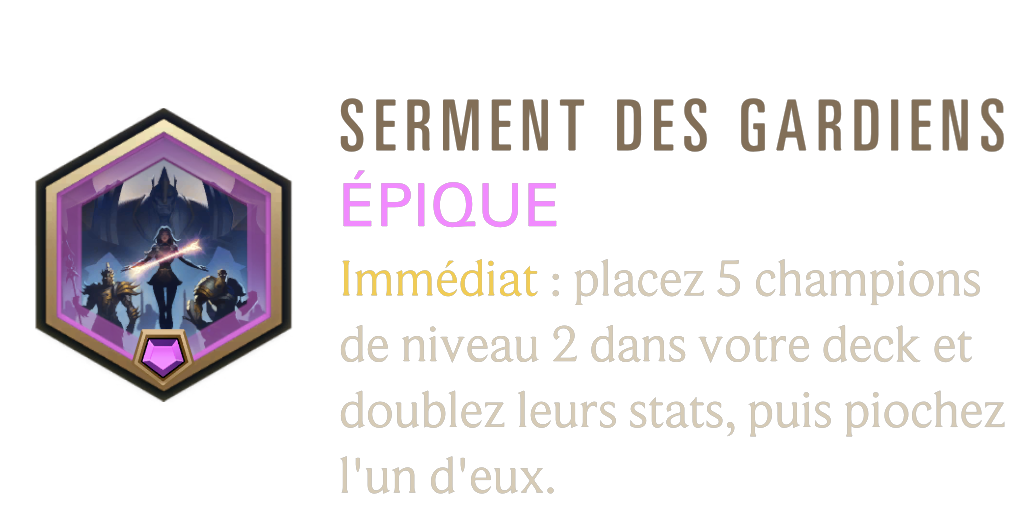 SERMENT DES GARDIENS
ÉPIQUE
Immédiat : placez 5 champions
de niveau 2 dans votre deck et
doublez leurs stats, puis piochez
l'un d'eux.